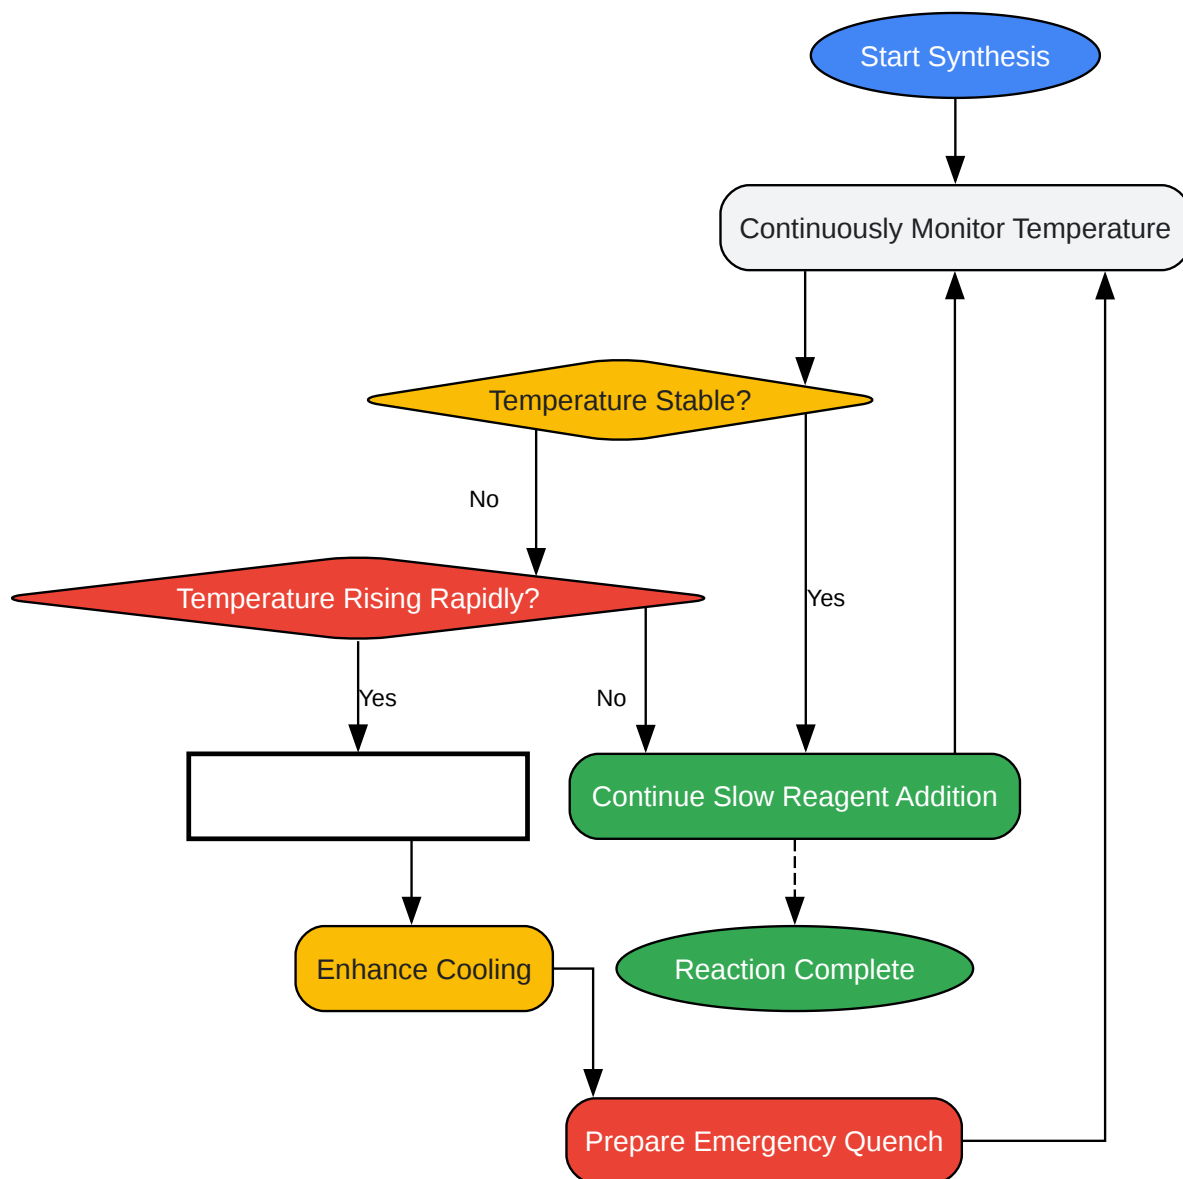 Start Synthesis
Continuously Monitor Temperature
Temperature Stable?
No
Temperature Rising Rapidly?
Yes
Yes
No
Continue Slow Reagent Addition
Enhance Cooling
Reaction Complete
Prepare Emergency Quench